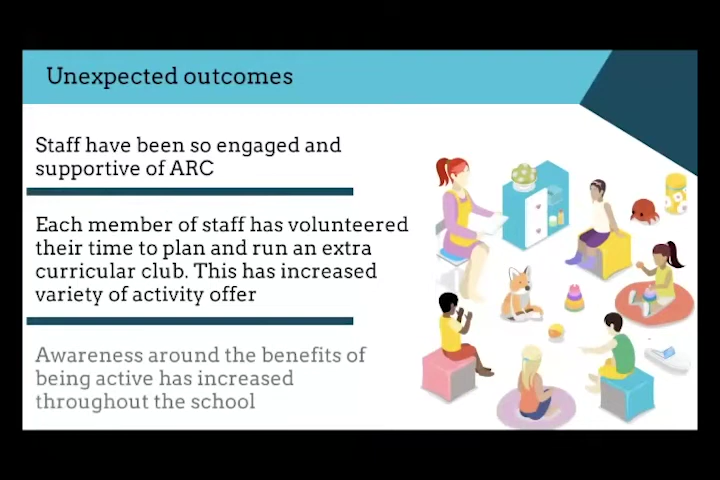 Unexpected outcomes
Staff have been so engaged and
supportive of ARC
Each member of staff has volunteered
their time to plan and run an extra
curricular club. This has increased
variety of activity offer
Awareness around the benefits of
being active has increased
throughout the school